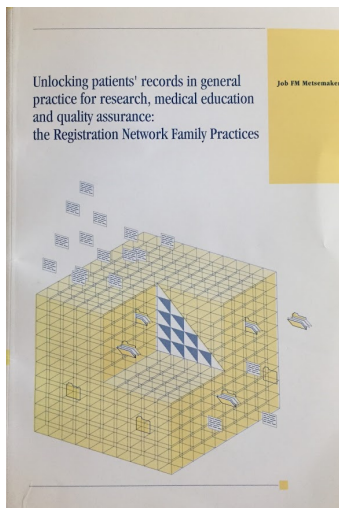 Unlocking patients' records in general
practice for research, medical education
and quality assurance:
the Registration Network Family Practices
Job FM Metsemakers